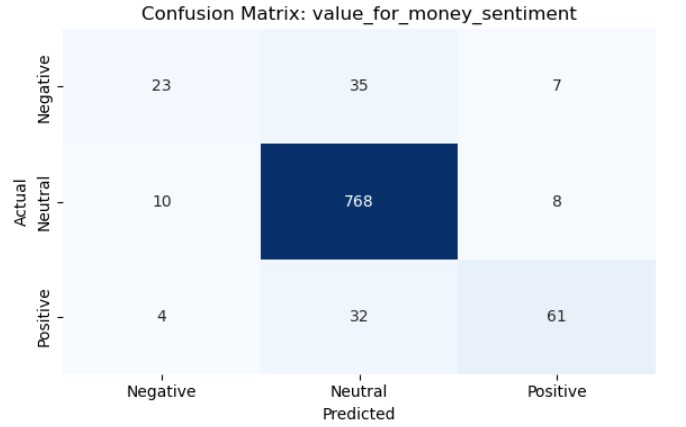 Confusion Matrix: value_for_money_sentiment
Actual
Negative
23 35 7
Neutral
10 768 8
Positive
4 32 61
Negative Neutral Positive
Predicted